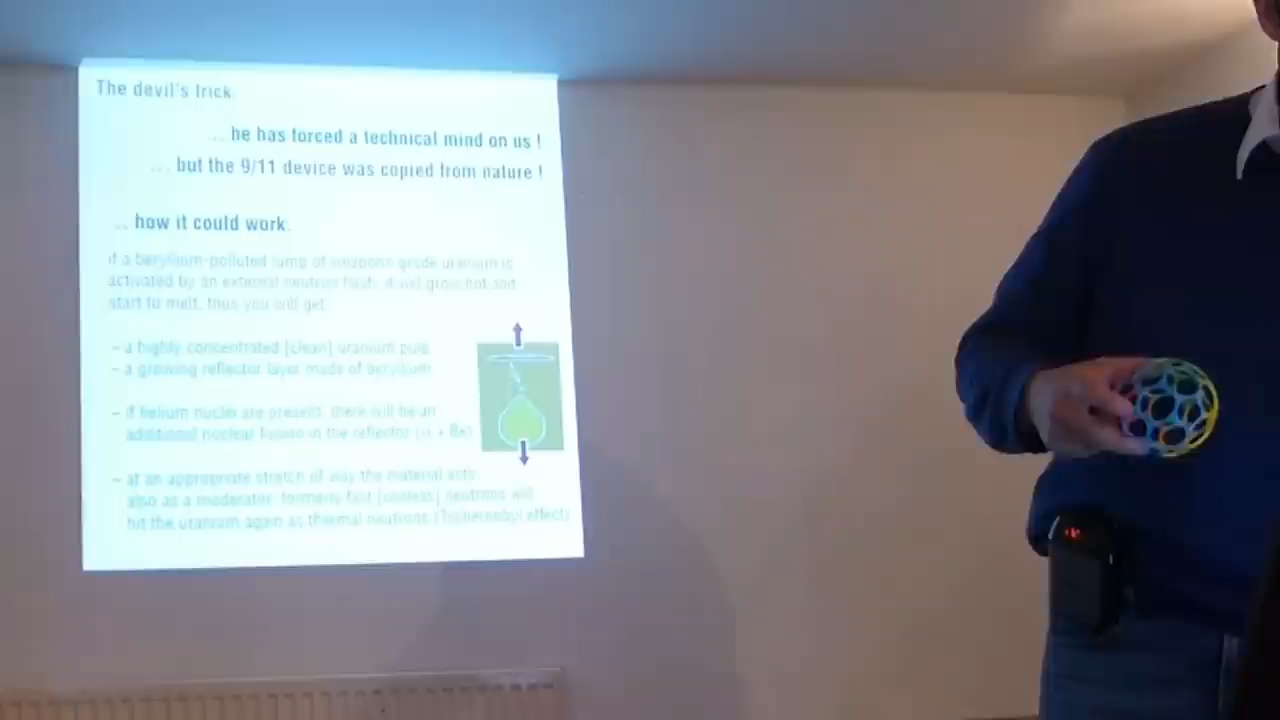 The devil's trick:
... he has forced a technical mind on us !
... but the 9/11 device was copied from nature !
... how it could work:
if a beryllium-polluted lump of weapons grade uranium is
activated by an external neutron flash, it will grow hot and
start to melt, thus you will get
– a highly concentrated [clean] uranium pure
– a growing reflector layer made of beryllium
– if helium nuclei are present, there will be an
additional nuclear fusion in the reflector (α + Be)
– at an appropriate stretch of way the material acts
also as a moderator: formerly fast [useless] neutrons will
hit the uranium again as thermal neutrons (Tschernobyl effect)